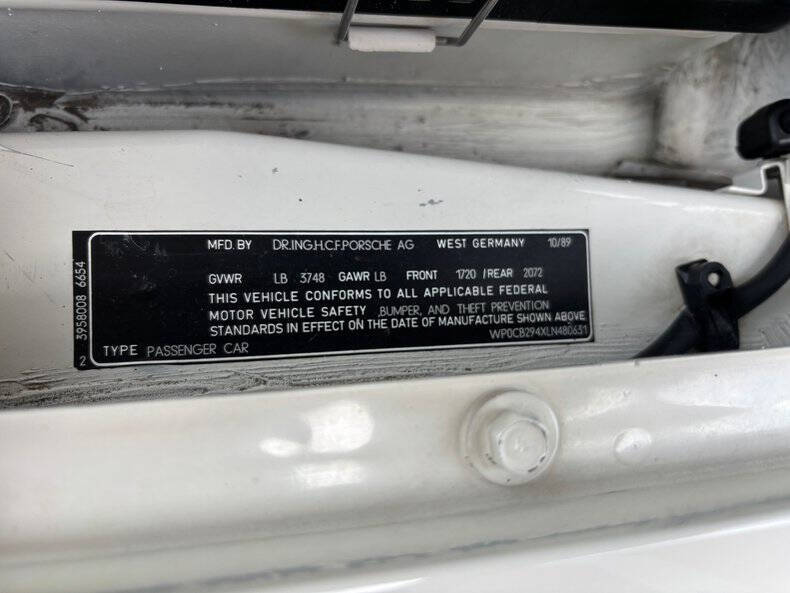 MFD. BY DR.ING.H.C.F.PORSCHE AG WEST GERMANY 10/89
GVWR LB 3748 GAWR LB FRONT 1720 / REAR 2072
THIS VEHICLE CONFORMS TO ALL APPLICABLE FEDERAL
MOTOR VEHICLE SAFETY ,BUMPER, AND THEFT PREVENTION
STANDARDS IN EFFECT ON THE DATE OF MANUFACTURE SHOWN ABOVE
WP0CB294XLN480631
TYPE PASSENGER CAR
2 3958008 6654